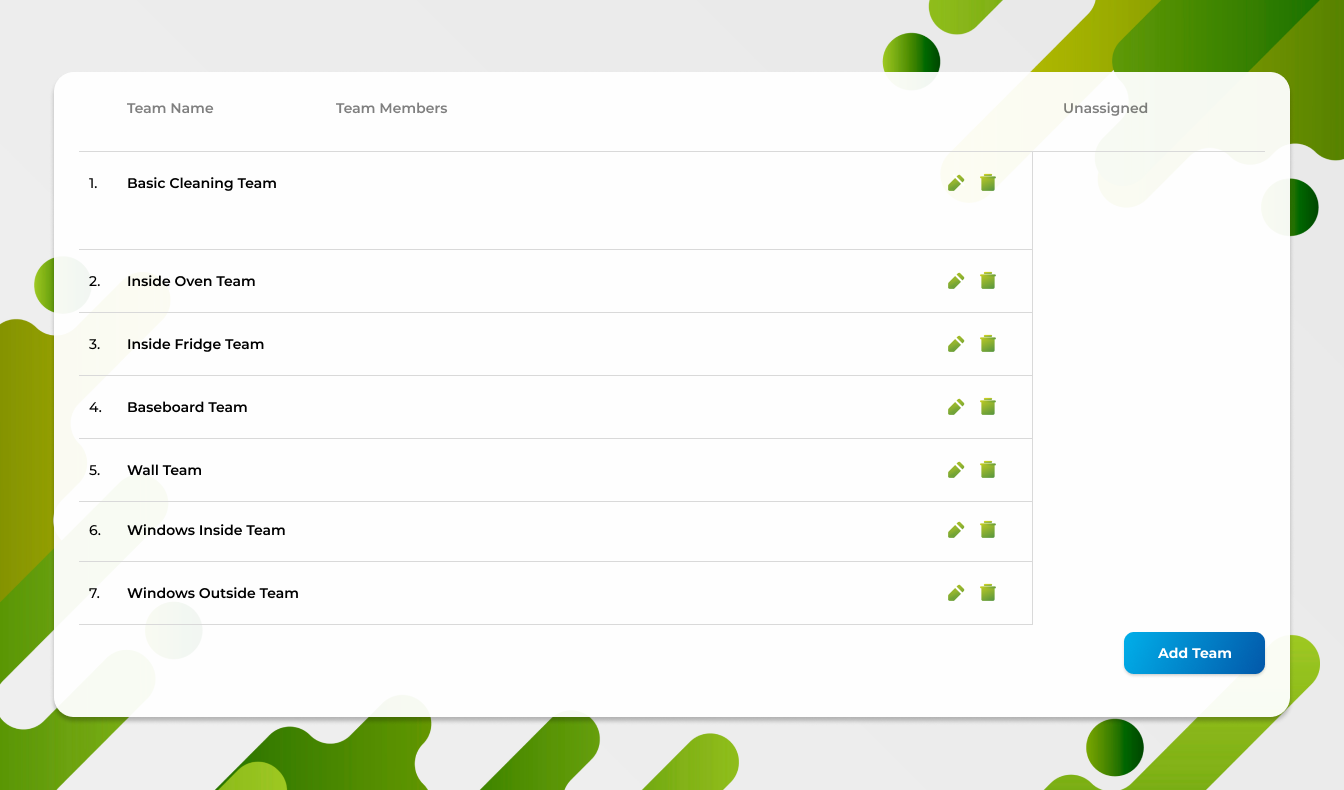 Team Name Team Members Unassigned
1. Basic Cleaning Team
2. Inside Oven Team
3. Inside Fridge Team
4. Baseboard Team
5. Wall Team
6. Windows Inside Team
7. Windows Outside Team
Add Team